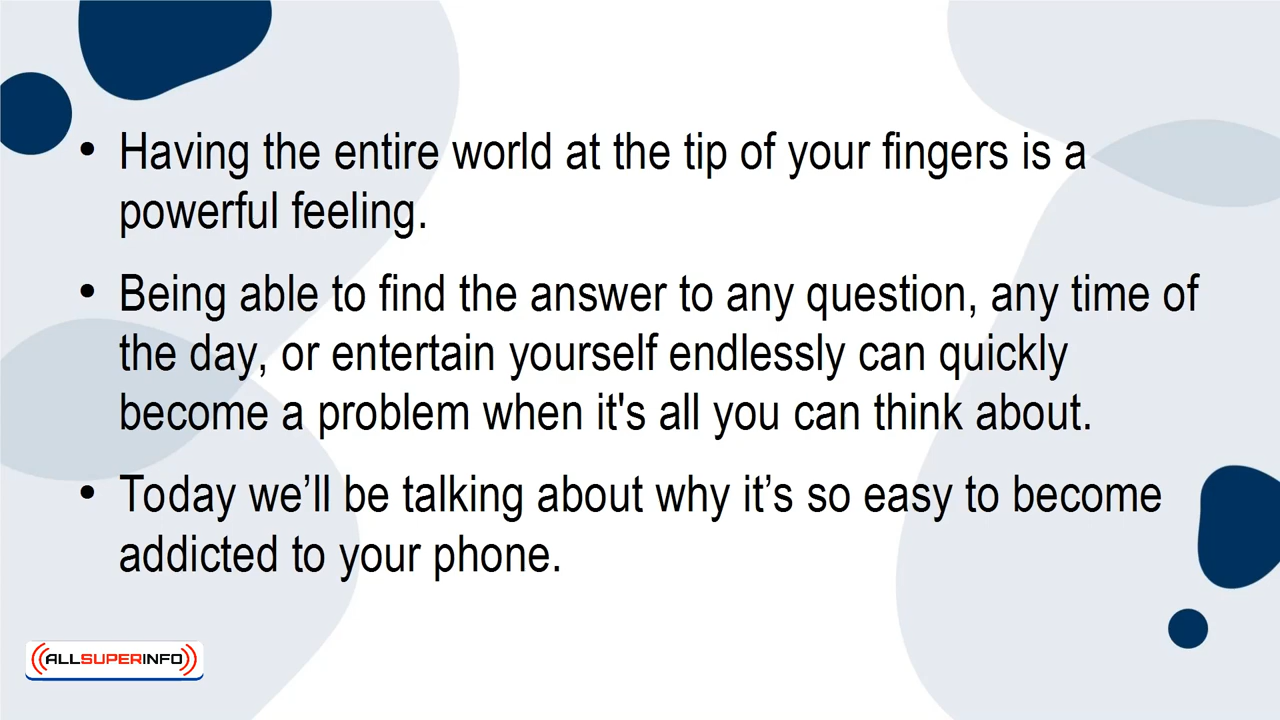 • Having the entire world at the tip of your fingers is a
powerful feeling.
• Being able to find the answer to any question, any time of
the day, or entertain yourself endlessly can quickly
become a problem when it's all you can think about.
• Today we’ll be talking about why it’s so easy to become
addicted to your phone.
ALLSUPERINFO